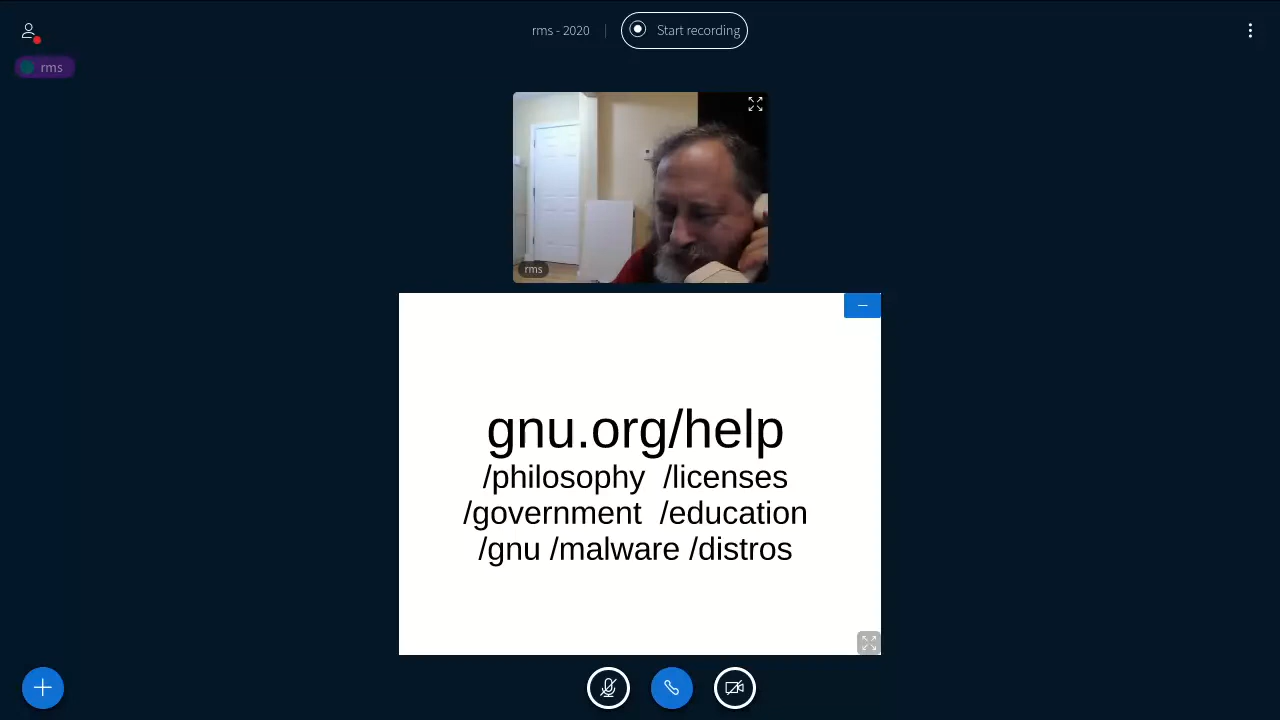 rms - 2020
Start recording
rms
rms
gnu.org/help
/philosophy /licenses
/government /education
/gnu /malware /distros